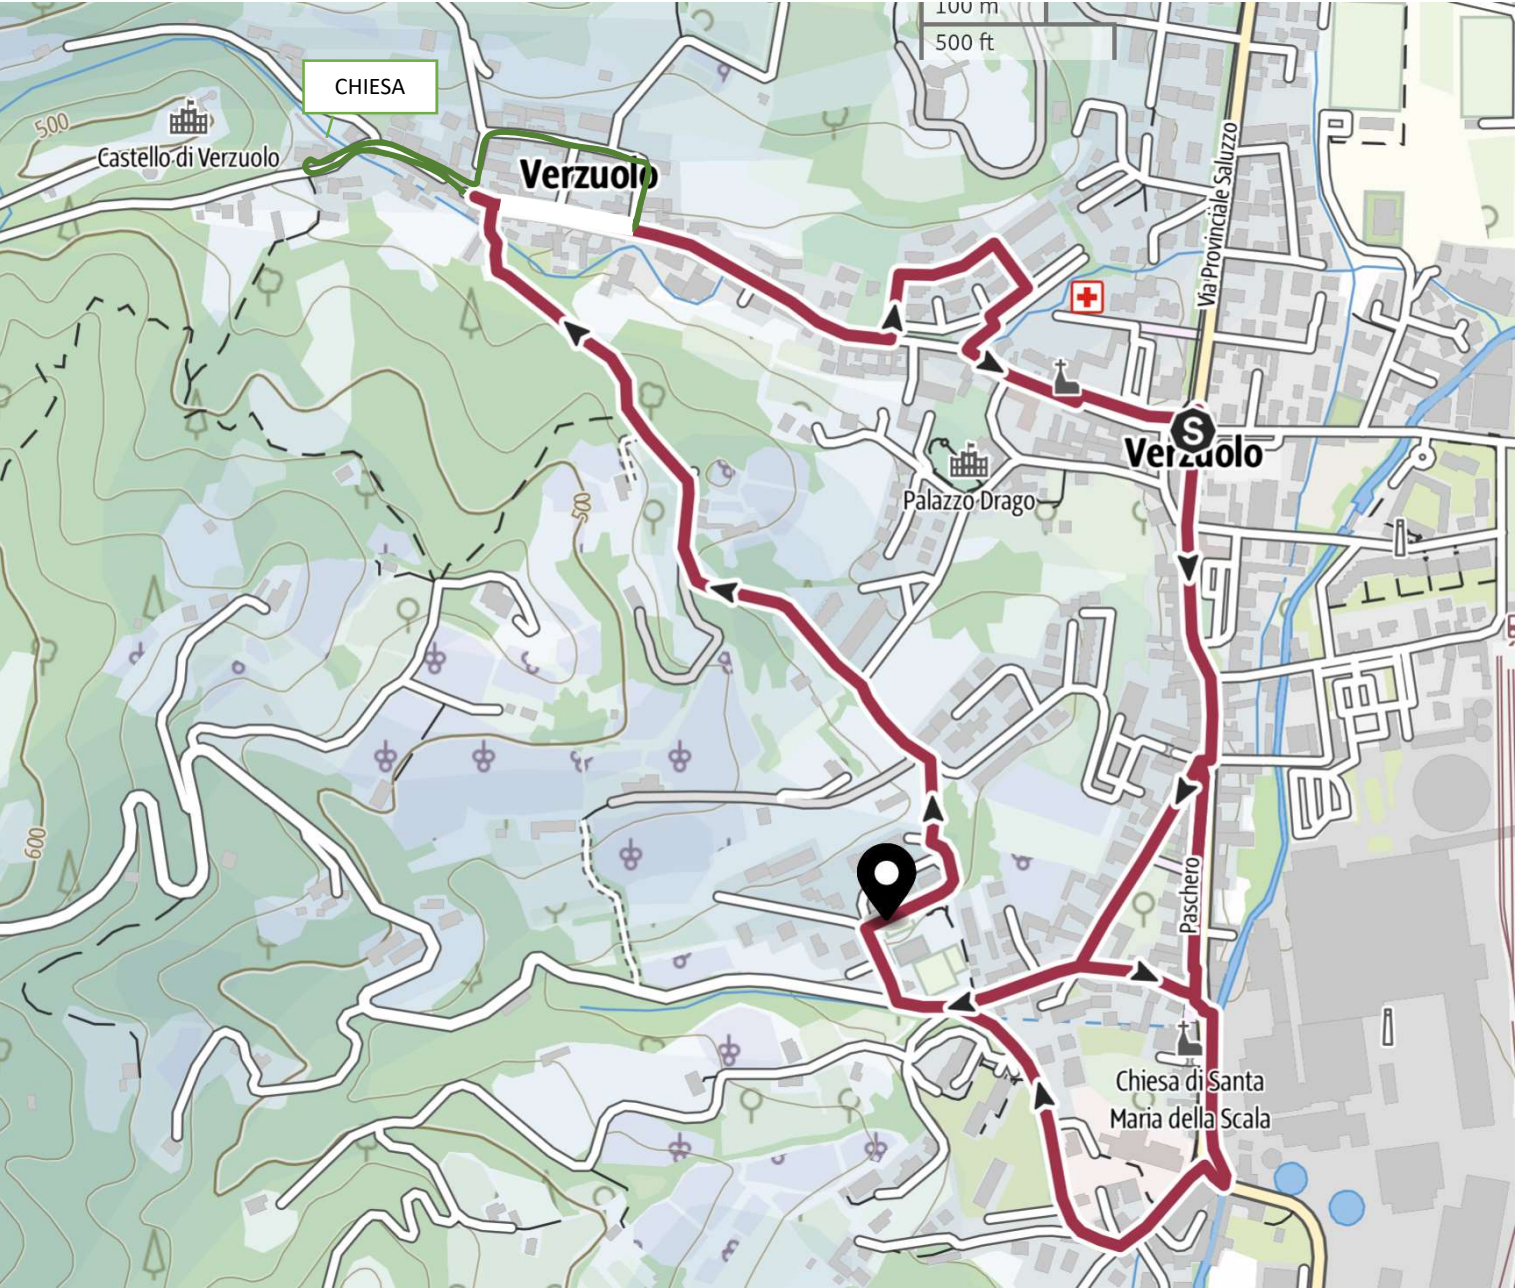 100 m
500 ft
CHIESA
500
Castello di Verzuolo
Verzuolo
Via Provinciale Saluzzo
S
Verzuolo
Palazzo Drago
500
600
Paschero
Chiesa di Santa
Maria della Scala